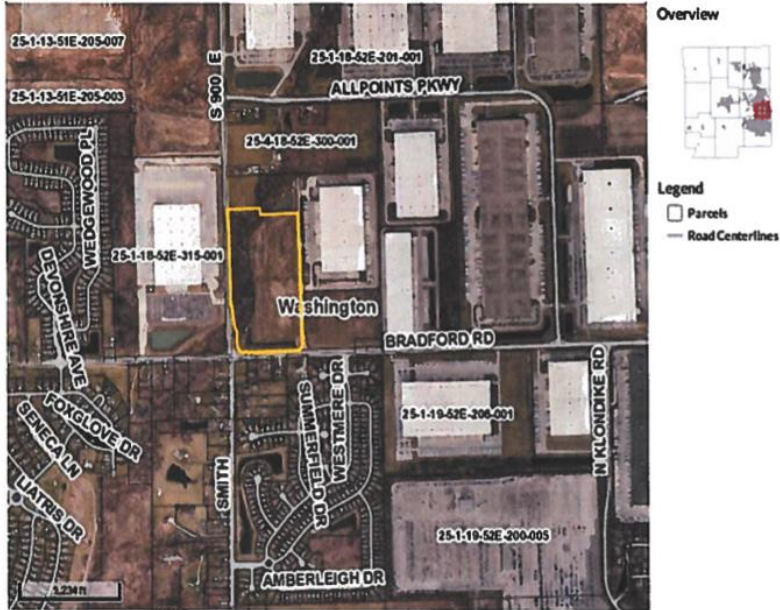 Overview
25-1-13-51E-205-007
S 900 E
25-1-18-52E-201-001
ALLPOINTS PKWY
25-1-13-51E-205-003
25-4-18-52E-300-001
WEDGEWOOD PL
Legend
Parcels
Road Centerlines
25-1-18-52E-315-001
DEVONSHIRE AVE
Washington
BRADFORD RD
N KLONDIKE RD
WESTMERE DR
SUMMERFIELD DR
FOXGLOVE DR
25-1-19-52E-206-001
SENECA LN
SMITH
LIATRIS DR
25-1-19-52E-200-005
AMBERLEIGH DR